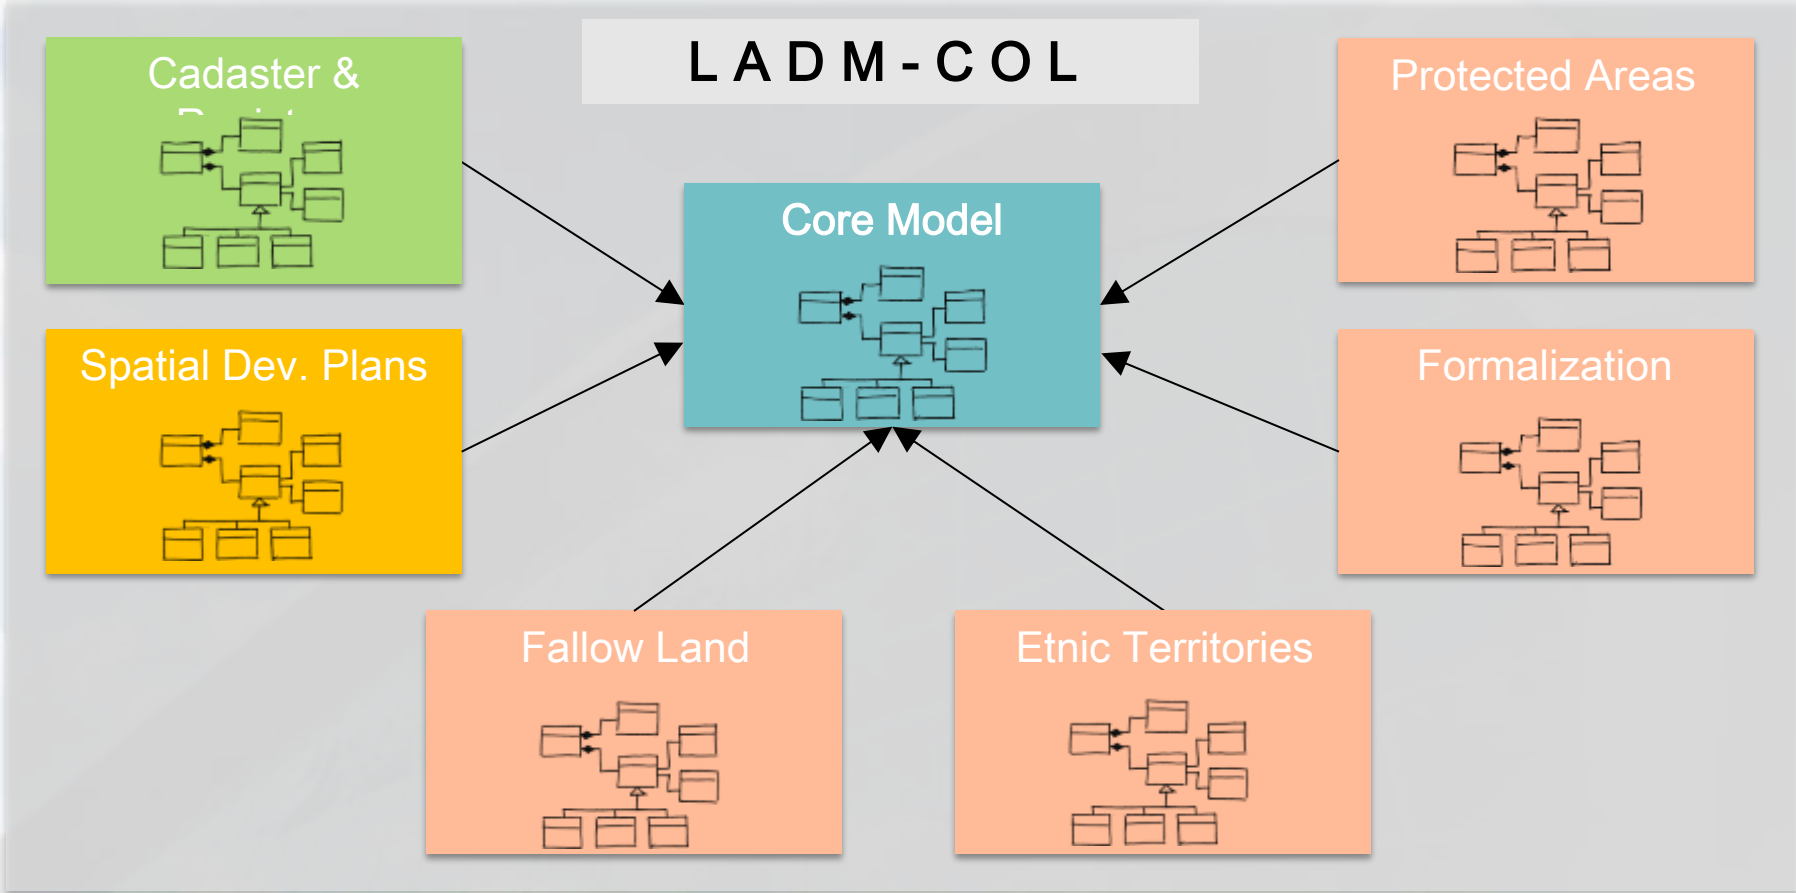 LADM-COL
Cadaster &
Protected Areas
Core Model
Spatial Dev. Plans
Formalization
Fallow Land
Etnic Territories